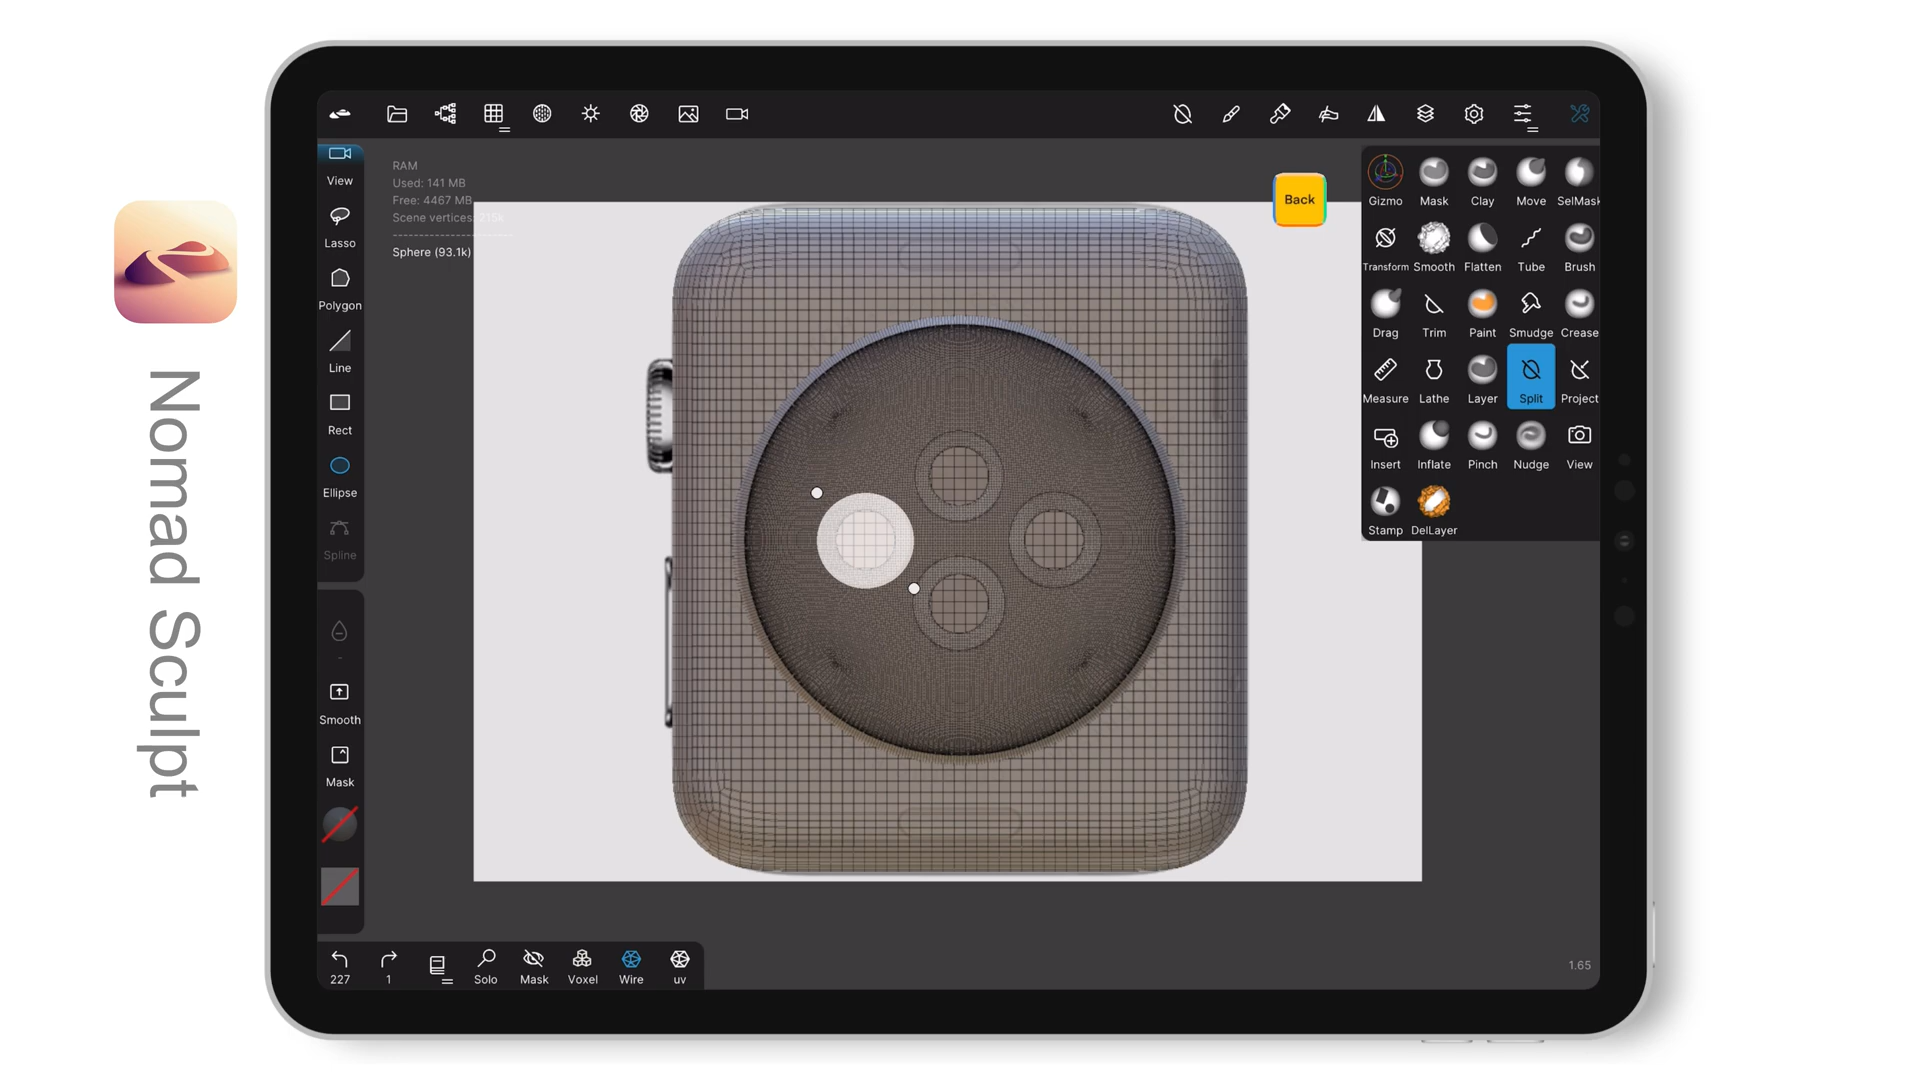 Nomad Sculpt
View
Lasso
Polygon
Line
Rect
Ellipse
Spline
-
Smooth
Mask
RAM
Used: 141 MB
Free: 4467 MB
Scene vertices: 215k
Sphere (93.1k)
Back
Gizmo Mask Clay Move SelMask
Transform Smooth Flatten Tube Brush
Drag Trim Paint Smudge Crease
Measure Lathe Layer Split Project
Insert Inflate Pinch Nudge View
Stamp DelLayer
227 1 Solo Mask Voxel Wire uv
1.65